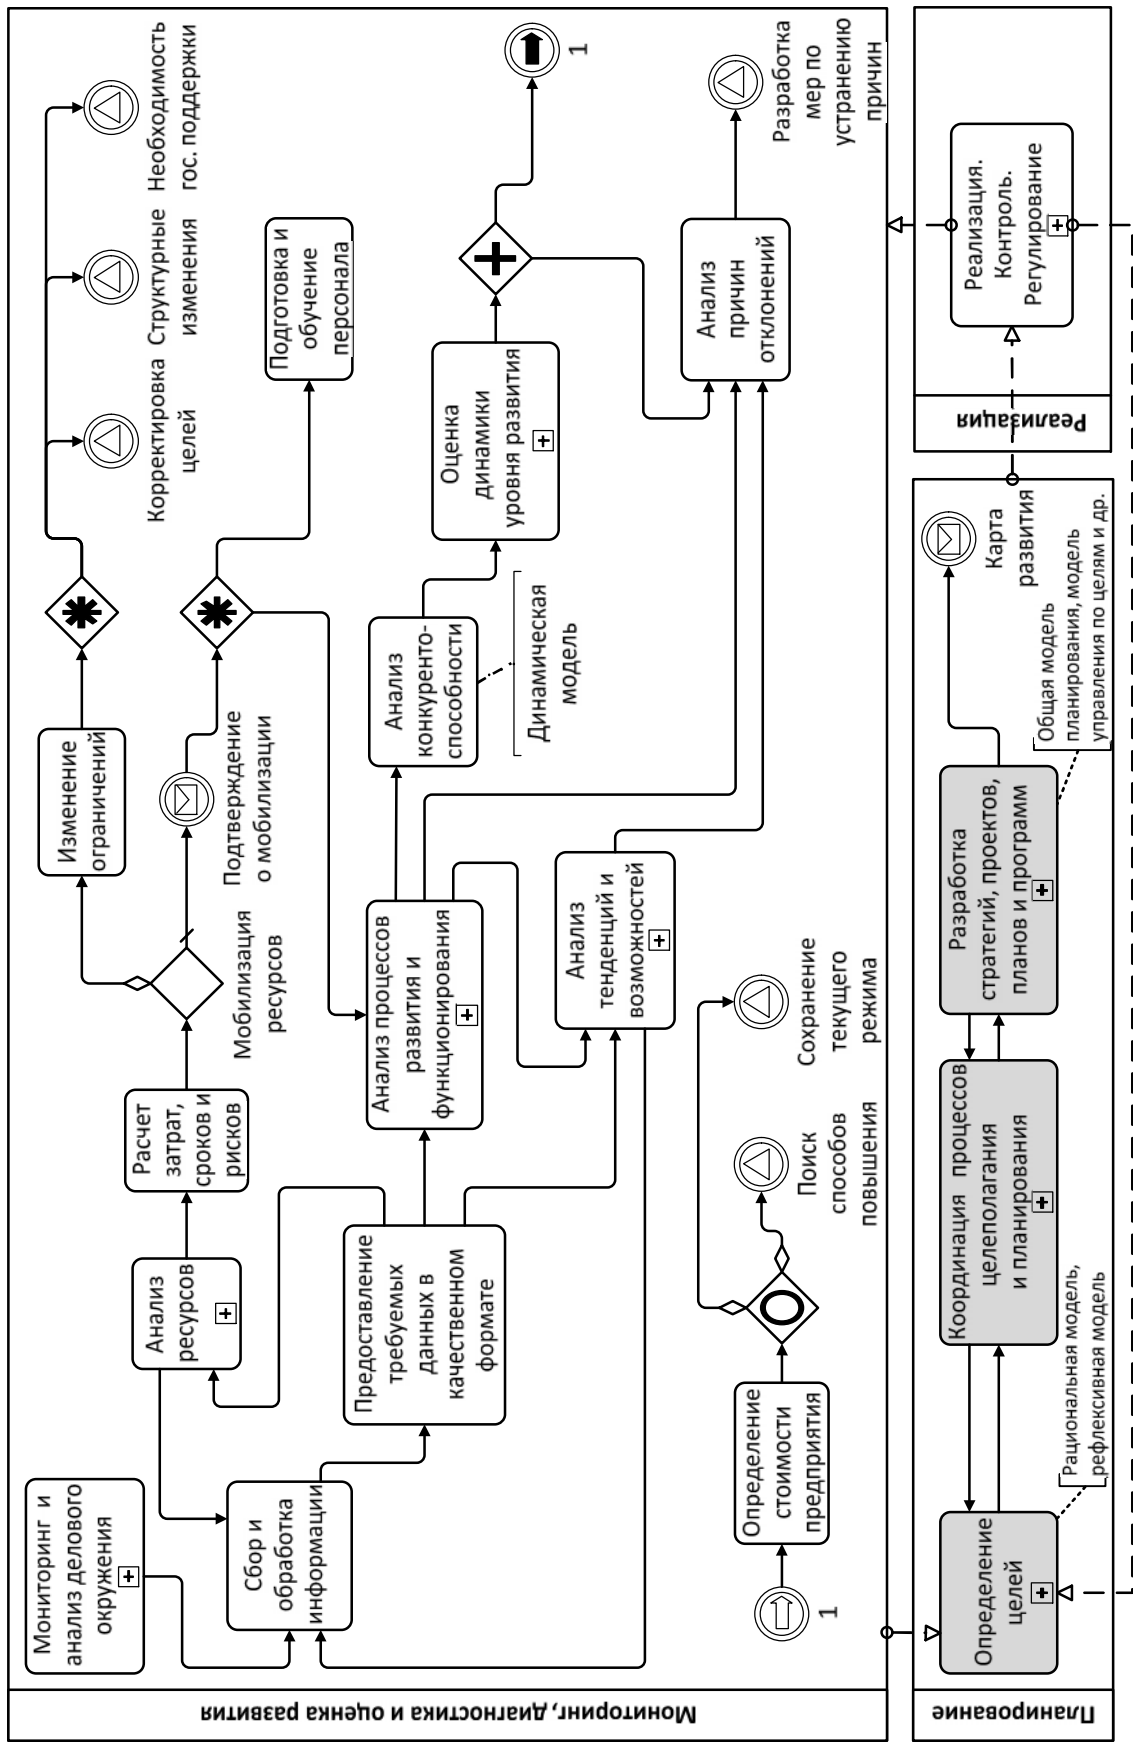 Мониторинг, диагностика и оценка развития
Мониторинг и
анализ делового
окружения
Сбор и
обработка
информации
Анализ
ресурсов
Предоставление
требуемых
данных в
качественном
формате
Расчет
затрат,
сроков и
рисков
Мобилизация
ресурсов
Изменение
ограничений
Подтверждение
о мобилизации
Корректировка
целей
Структурные
изменения
Необходимость
гос. поддержки
Подготовка и
обучение
персонала
Анализ процессов
развития и
функционирования
Анализ
конкуренто-
способности
Динамическая
модель
Оценка
динамики
уровня развития
1
Анализ
тенденций и
возможностей
Анализ
причин
отклонений
Разработка
мер по
устранению
причин
1
Определение
стоимости
предприятия
Поиск
способов
повышения
Сохранение
текущего
режима
Планирование
Определение
целей
Рациональная модель,
рефлексивная модель
Координация процессов
целеполагания
и планирования
Разработка
стратегий, проектов,
планов и программ
Общая модель
планирования, модель
управления по целям и др.
Карта
развития
Реализация
Реализация.
Контроль.
Регулирование